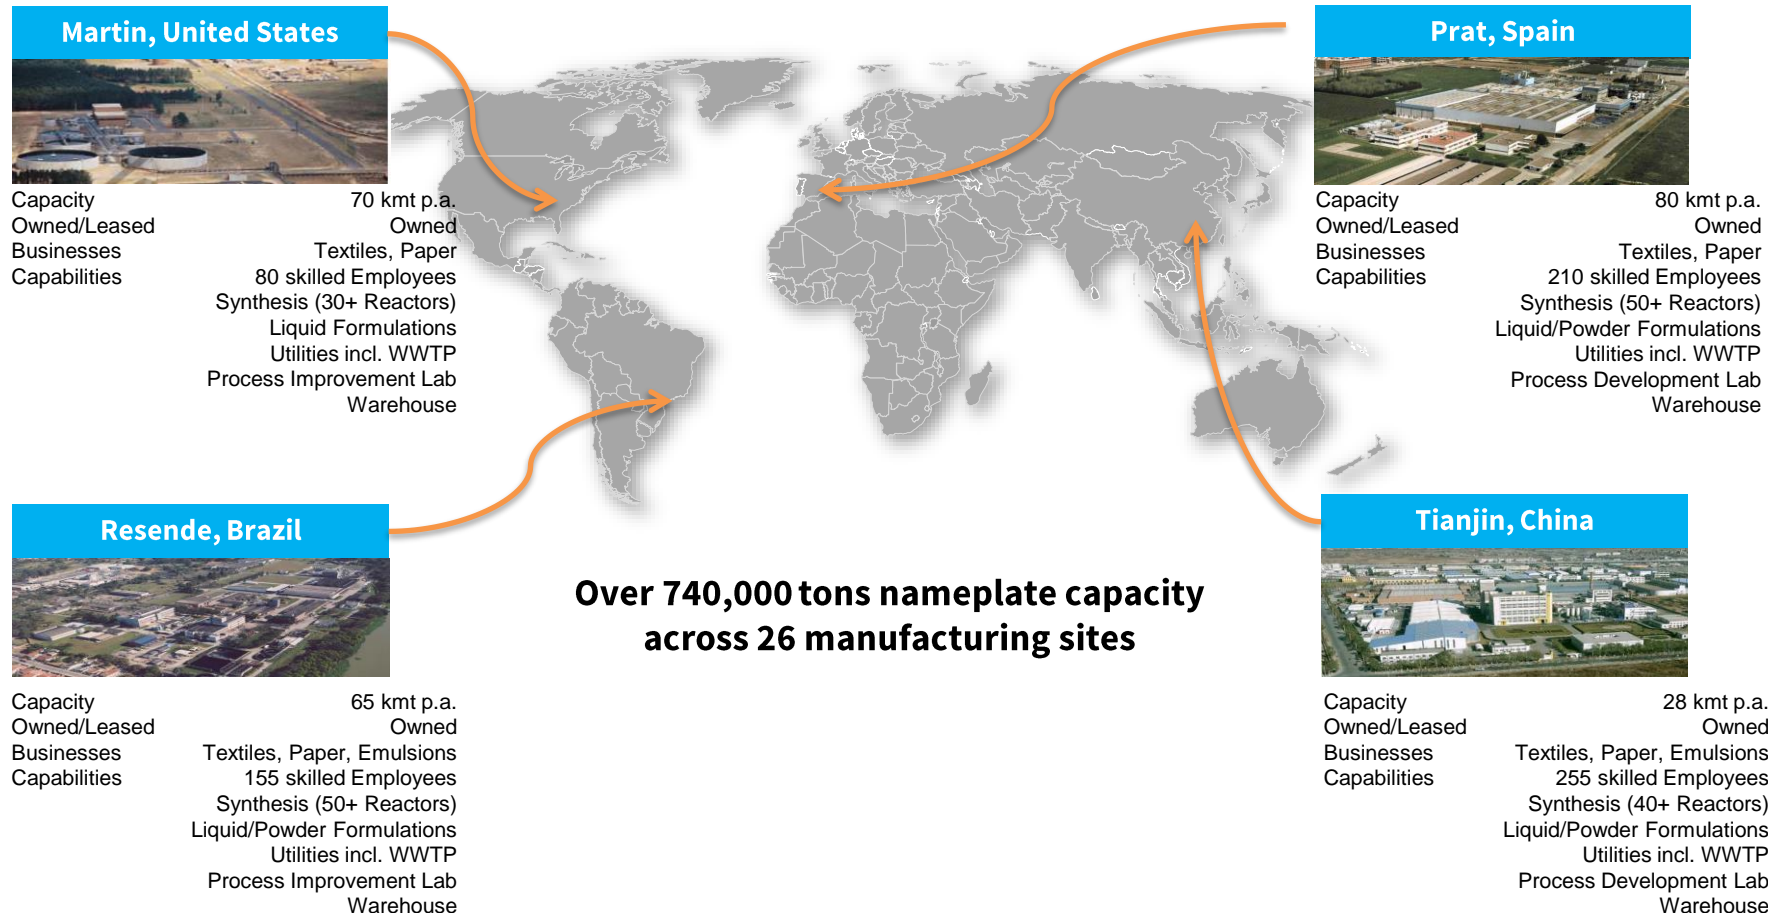 Martin, United States
Capacity 70 kmt p.a.
Owned/Leased Owned
Businesses Textiles, Paper
Capabilities 80 skilled Employees
Synthesis (30+ Reactors)
Liquid Formulations
Utilities incl. WWTP
Process Improvement Lab
Warehouse
Prat, Spain
Capacity 80 kmt p.a.
Owned/Leased Owned
Businesses Textiles, Paper
Capabilities 210 skilled Employees
Synthesis (50+ Reactors)
Liquid/Powder Formulations
Utilities incl. WWTP
Process Development Lab
Warehouse
Resende, Brazil
Capacity 65 kmt p.a.
Owned/Leased Owned
Businesses Textiles, Paper, Emulsions
Capabilities 155 skilled Employees
Synthesis (50+ Reactors)
Liquid/Powder Formulations
Utilities incl. WWTP
Process Improvement Lab
Warehouse
Over 740,000 tons nameplate capacity
across 26 manufacturing sites
Tianjin, China
Capacity 28 kmt p.a.
Owned/Leased Owned
Businesses Textiles, Paper, Emulsions
Capabilities 255 skilled Employees
Synthesis (40+ Reactors)
Liquid/Powder Formulations
Utilities incl. WWTP
Process Development Lab
Warehouse